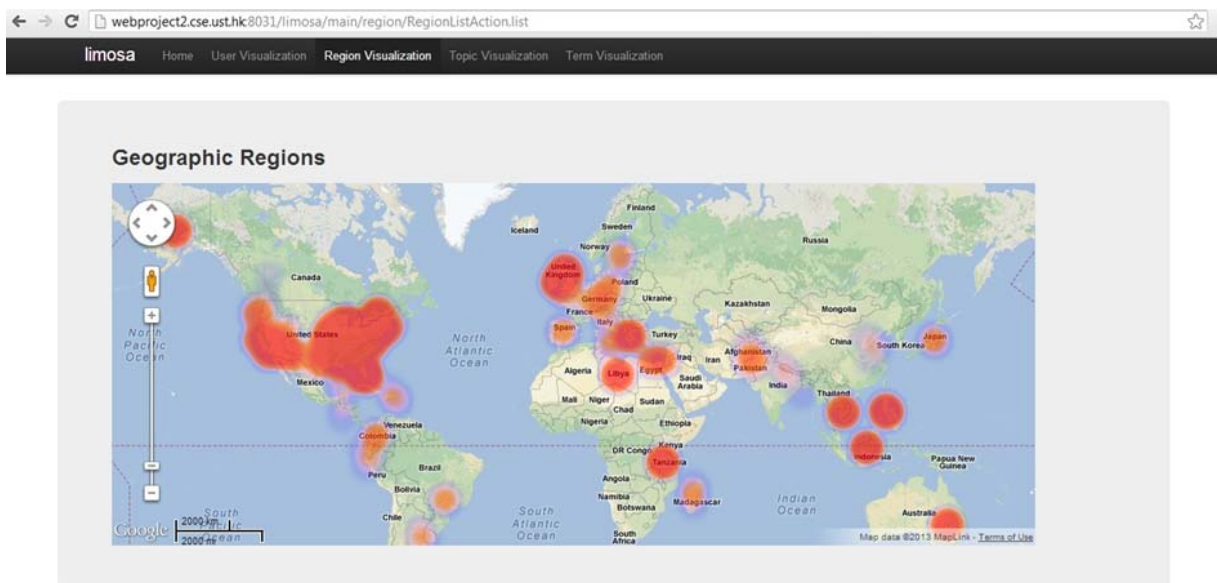 webproject2.cse.ust.hk:8031/limosa/main/region/RegionListAction.list
limosa Home User Visualization Region Visualization Topic Visualization Term Visualization
Geographic Regions
Finland
Iceland
Sweden
Russia
Norway
United
Kingdom
Canada
Poland
Germany
Ukraine
Kazakhstan
Mongolia
France
Italy
North
Pacific
Ocean
United States
North
Atlantic
Ocean
Spain
Turkey
China
South Korea
Japan
Iraq
Iran
Afghanistan
Pakistan
Algeria
Libya
Egypt
Saudi
Arabia
India
Mexico
Mali
Niger
Sudan
Chad
Thailand
Nigeria
Ethiopia
Venezuela
Colombia
DR Congo
Kenya
Tanzania
Indonesia
Papua New
Guinea
Peru
Brazil
Angola
Bolivia
Namibia
Botswana
Madagascar
Indian
Ocean
Chile
South
Pacific
Ocean
South
Atlantic
Ocean
South
Africa
Australia
Google
2000 km
2000 mi
Map data ©2013 MapLink - Terms of Use